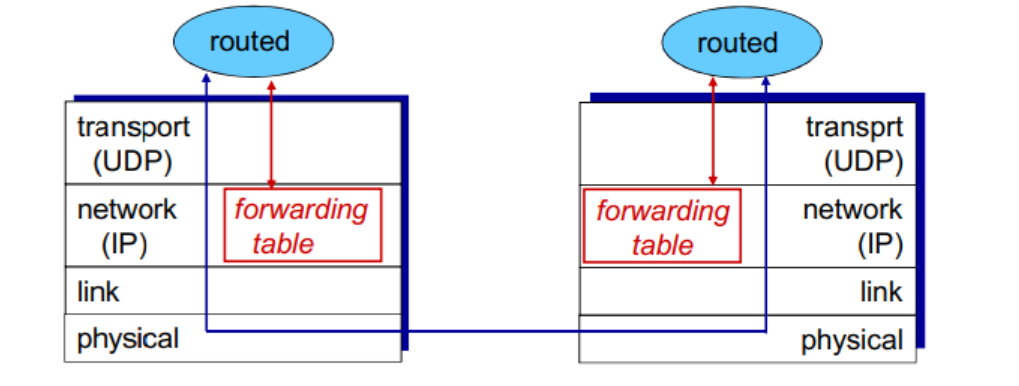 routed
transport
(UDP)
network
(IP)
forwarding
table
link
physical
routed
transprt
(UDP)
forwarding
table
network
(IP)
link
physical